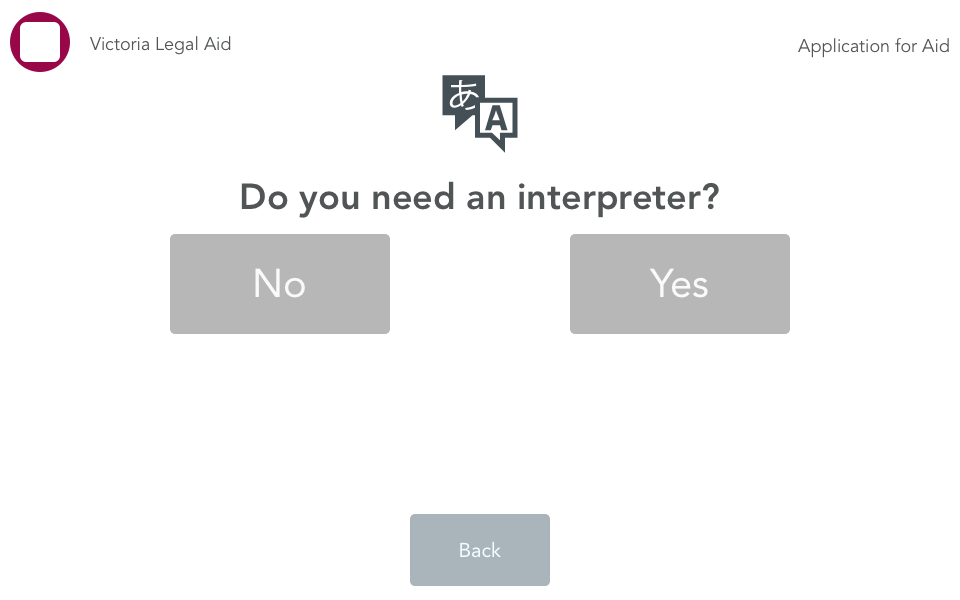 Victoria Legal Aid
Application for Aid
あ
A
Do you need an interpreter?
No
Yes
Back